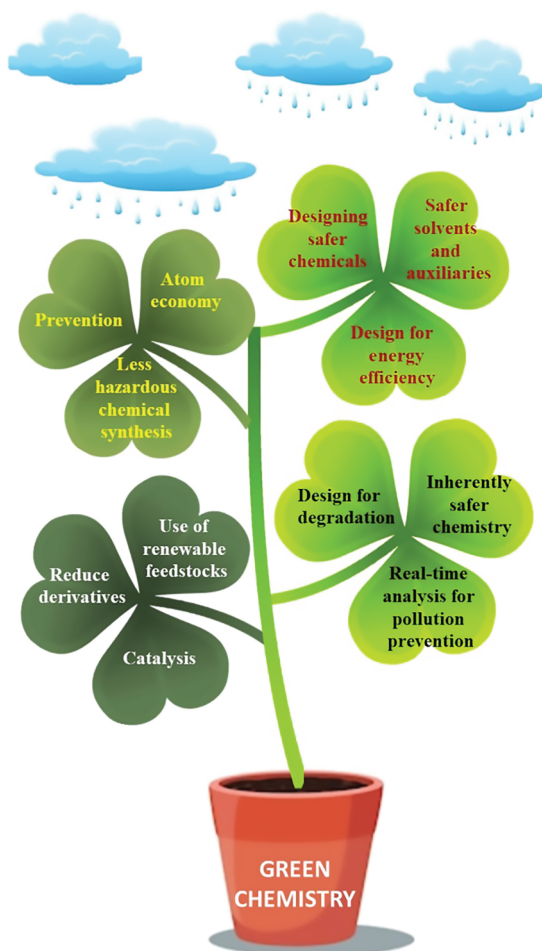 Designing
safer
chemicals
Safer
solvents
and
auxiliaries
Design for
energy
efficiency
Prevention
Atom
economy
Less
hazardous
chemical
synthesis
Design for
degradation
Inherently
safer
chemistry
Real-time
analysis for
pollution
prevention
Reduce
derivatives
Use of
renewable
feedstocks
Catalysis
GREEN
CHEMISTRY